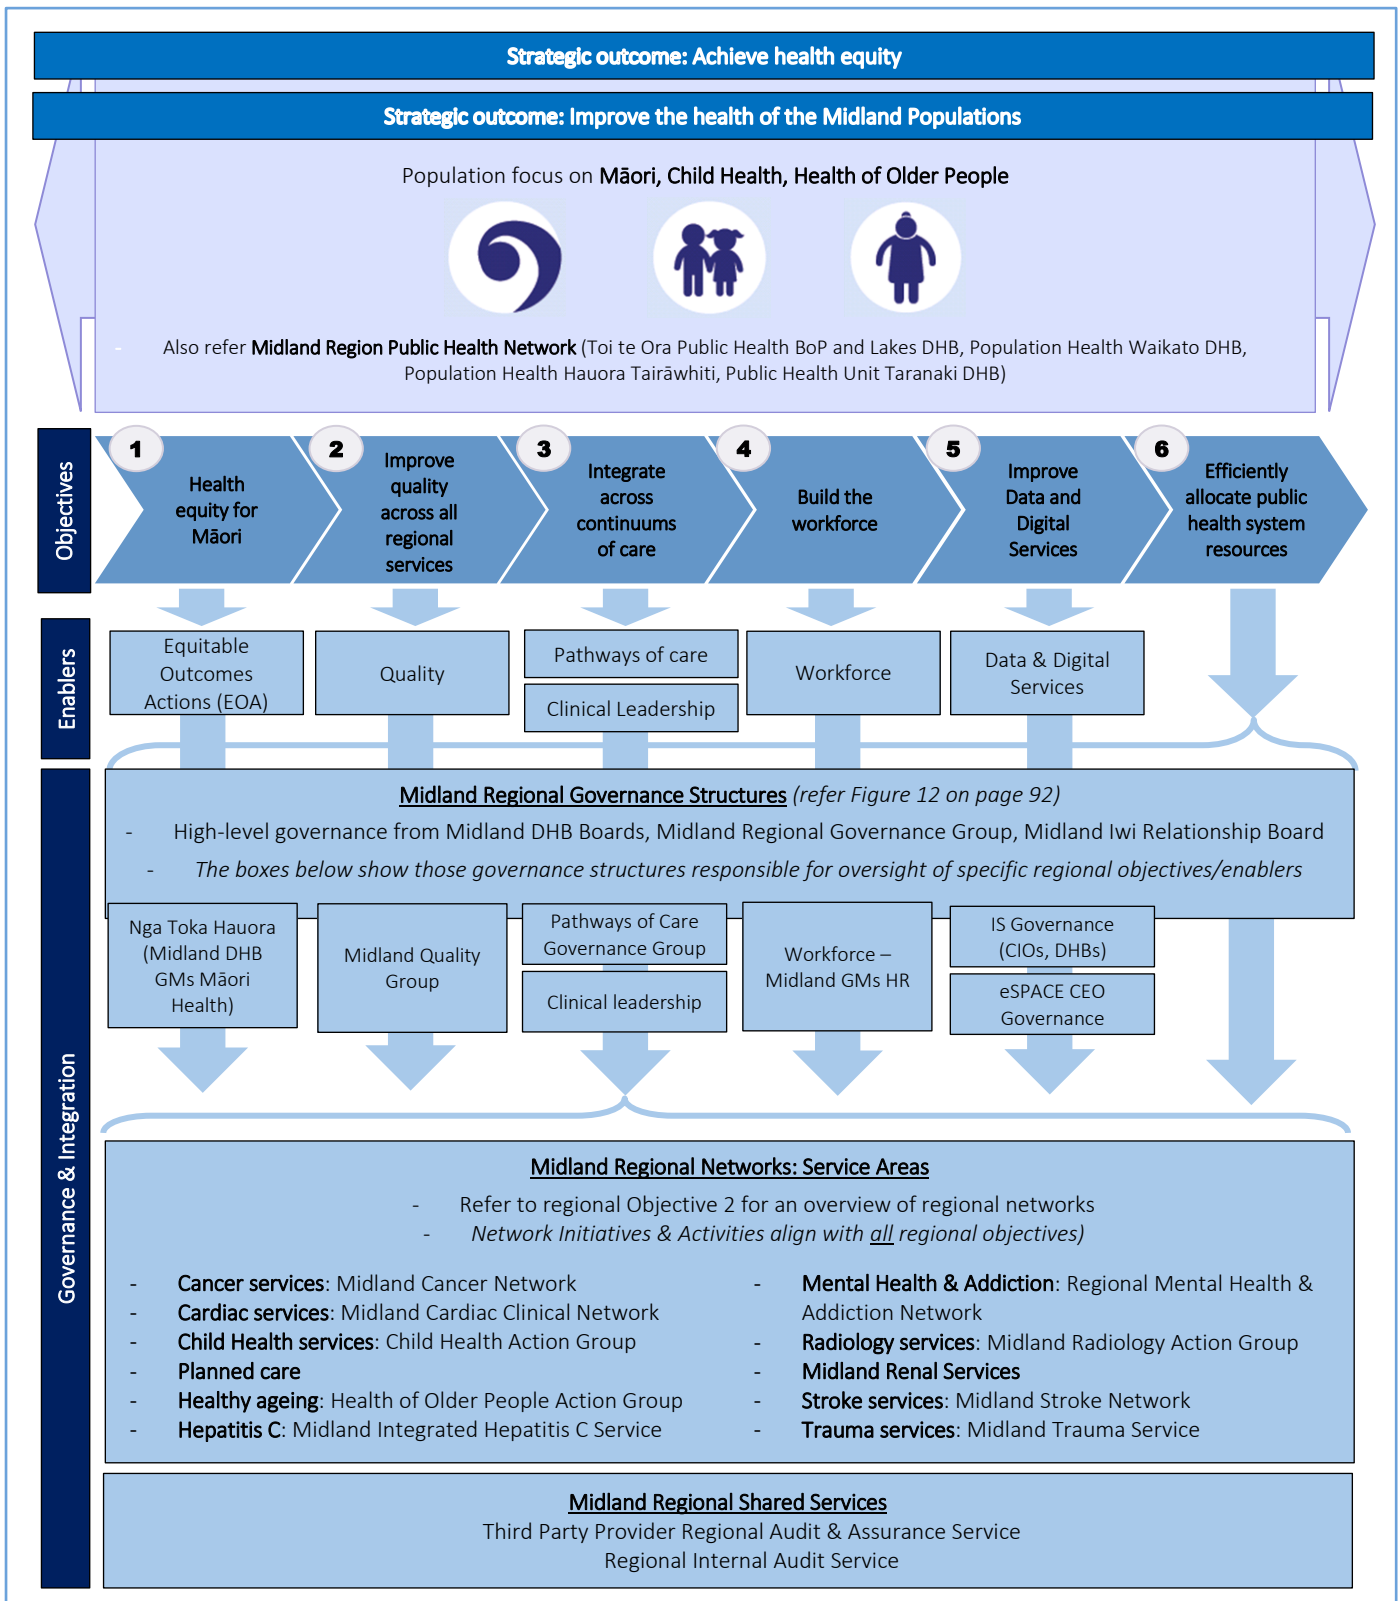 Strategic outcome: Achieve health equity
Strategic outcome: Improve the health of the Midland Populations
Population focus on Māori, Child Health, Health of Older People
- Also refer Midland Region Public Health Network (Toi te Ora Public Health BoP and Lakes DHB, Population Health Waikato DHB,
Population Health Hauora Tairāwhiti, Public Health Unit Taranaki DHB)
Objectives
1
Health
equity for
Māori
2
Improve
quality
across all
regional
services
3
Integrate
across
continuums
of care
4
Build the
workforce
5
Improve
Data and
Digital
Services
6
Efficiently
allocate public
health system
resources
Enablers
Equitable
Outcomes
Actions (EOA)
Quality
Pathways of care
Clinical Leadership
Workforce
Data & Digital
Services
Governance & Integration
Midland Regional Governance Structures (refer Figure 12 on page 92)
- High-level governance from Midland DHB Boards, Midland Regional Governance Group, Midland Iwi Relationship Board
- The boxes below show those governance structures responsible for oversight of specific regional objectives/enablers
Nga Toka Hauora
(Midland DHB
GMs Māori
Health)
Midland Quality
Group
Pathways of Care
Governance Group
Clinical leadership
Workforce –
Midland GMs HR
IS Governance
(CIOs, DHBs)
eSPACE CEO
Governance
Midland Regional Networks: Service Areas
- Refer to regional Objective 2 for an overview of regional networks
- Network Initiatives & Activities align with all regional objectives)
- Cancer services: Midland Cancer Network
- Cardiac services: Midland Cardiac Clinical Network
- Child Health services: Child Health Action Group
- Planned care
- Healthy ageing: Health of Older People Action Group
- Hepatitis C: Midland Integrated Hepatitis C Service
- Mental Health & Addiction: Regional Mental Health &
Addiction Network
- Radiology services: Midland Radiology Action Group
- Midland Renal Services
- Stroke services: Midland Stroke Network
- Trauma services: Midland Trauma Service
Midland Regional Shared Services
Third Party Provider Regional Audit & Assurance Service
Regional Internal Audit Service